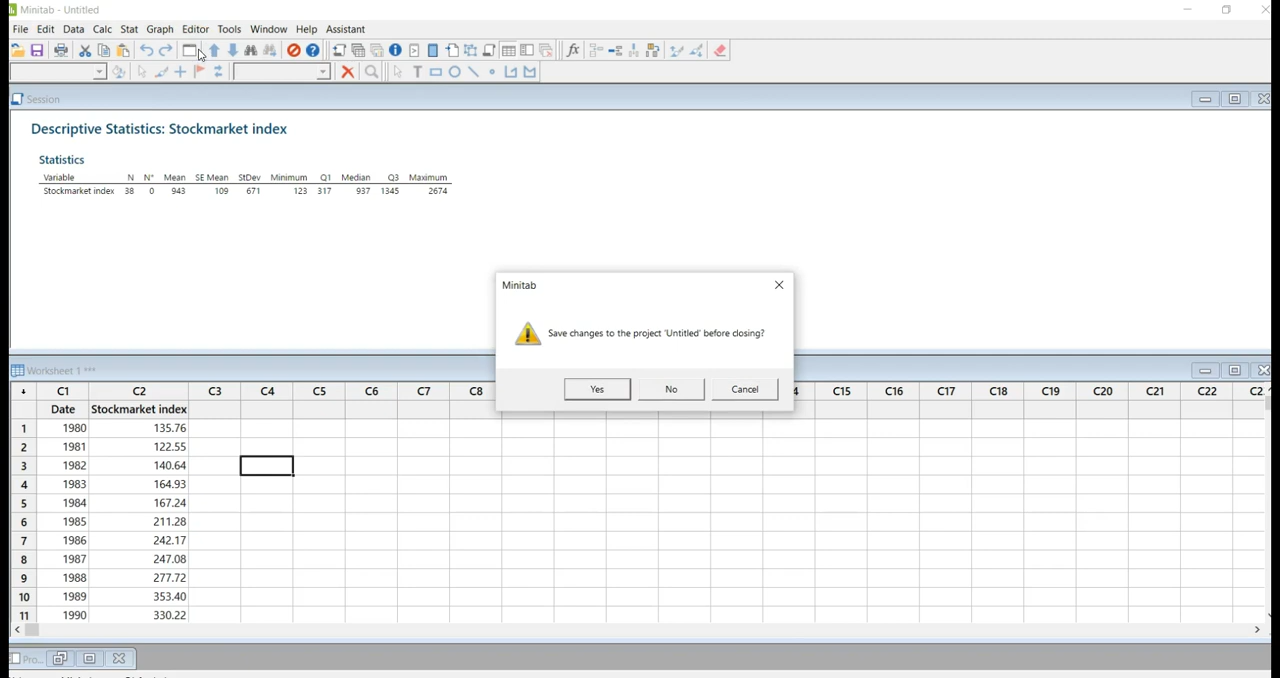 Minitab - Untitled
File Edit Data Calc Stat Graph Editor Tools Window Help Assistant
Session
Descriptive Statistics: Stockmarket index
Statistics
Variable N N* Mean SE Mean StDev Minimum Q1 Median Q3 Maximum
Stockmarket index 38 0 943 109 671 123 317 937 1345 2674
Minitab
Save changes to the project 'Untitled' before closing?
Yes No Cancel
Worksheet 1 ***
C1 C2 C3 C4 C5 C6 C7 C8 4 C15 C16 C17 C18 C19 C20 C21 C22 C2
Date Stockmarket index
1 1980 135.76
2 1981 122.55
3 1982 140.64
4 1983 164.93
5 1984 167.24
6 1985 211.28
7 1986 242.17
8 1987 247.08
9 1988 277.72
10 1989 353.40
11 1990 330.22
Pro...